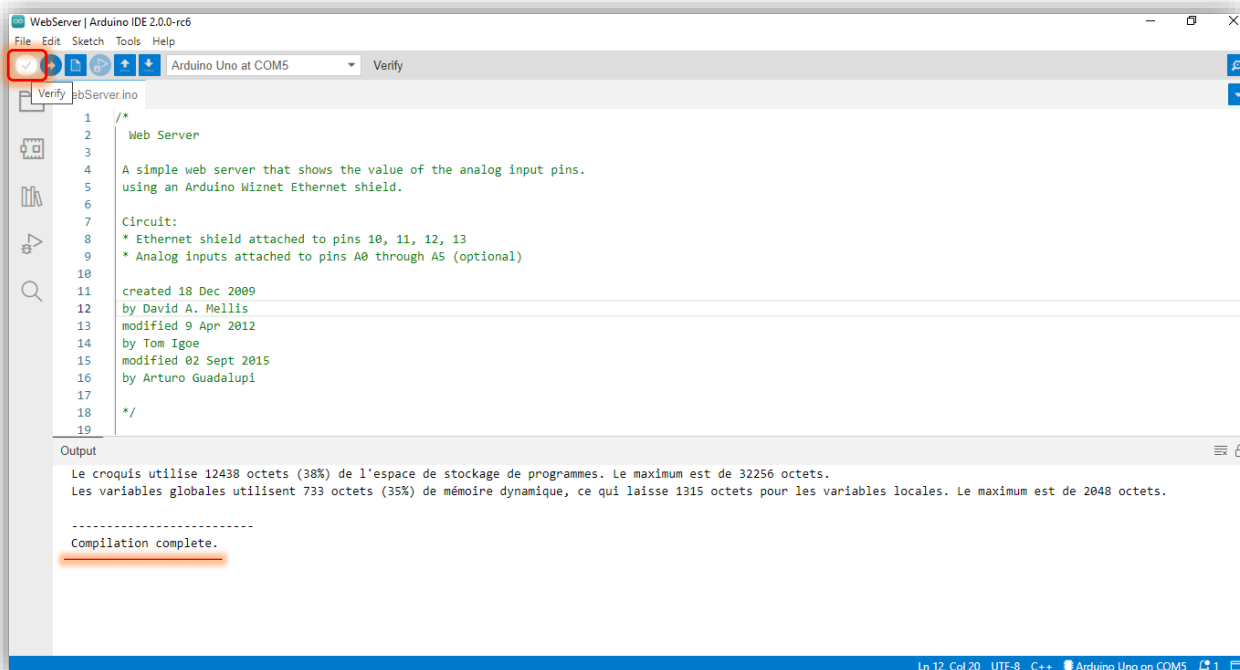 WebServer | Arduino IDE 2.0.0-rc6
File Edit Sketch Tools Help
Arduino Uno at COM5 Verify
Verify
ebServer.ino
1 /*
2 Web Server
3
4 A simple web server that shows the value of the analog input pins.
5 using an Arduino Wiznet Ethernet shield.
6
7 Circuit:
8 * Ethernet shield attached to pins 10, 11, 12, 13
9 * Analog inputs attached to pins A0 through A5 (optional)
10
11 created 18 Dec 2009
12 by David A. Mellis
13 modified 9 Apr 2012
14 by Tom Igoe
15 modified 02 Sept 2015
16 by Arturo Guadalupi
17
18 */
19
Output
Le croquis utilise 12438 octets (38%) de l'espace de stockage de programmes. Le maximum est de 32256 octets.
Les variables globales utilisent 733 octets (35%) de mémoire dynamique, ce qui laisse 1315 octets pour les variables locales. Le maximum est de 2048 octets.
--------------------------
Compilation complete.
Ln 12, Col 20 UTF-8 C++ Arduino Uno on COM5 1